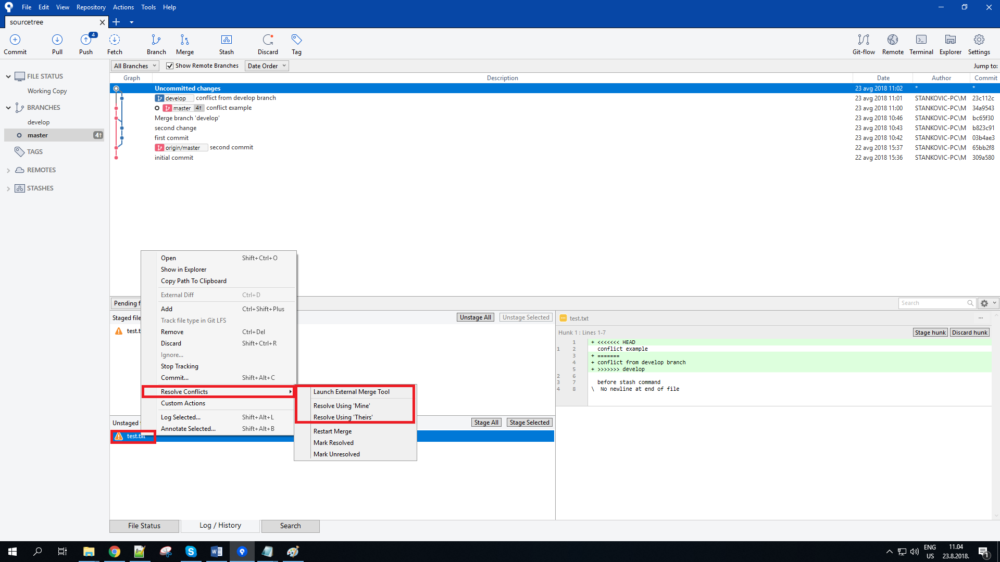 File Edit View Repository Actions Tools Help
sourcetree
4
Commit Pull Push Fetch Branch Merge Stash Discard Tag Git-flow Remote Terminal Explorer Settings
All Branches Show Remote Branches Date Order Jump to:
Graph Description Date Author Commit
Uncommitted changes 23 avg 2018 11:02 * *
develop conflict from develop branch 23 avg 2018 11:01 STANKOVIC-PC\M 23c112c
master 4↑ conflict example 23 avg 2018 11:00 STANKOVIC-PC\M 34a9543
Merge branch 'develop' 23 avg 2018 10:46 STANKOVIC-PC\M bc65f30
second change 23 avg 2018 10:43 STANKOVIC-PC\M b823c91
first commit 23 avg 2018 10:42 STANKOVIC-PC\M 03b4ae3
origin/master second commit 22 avg 2018 15:37 STANKOVIC-PC\M 65bb2f8
initial commit 22 avg 2018 15:36 STANKOVIC-PC\M 309a580
FILE STATUS
Working Copy
BRANCHES
develop
master 4↑
TAGS
REMOTES
STASHES
Open Shift+Ctrl+O
Show in Explorer
Copy Path To Clipboard
External Diff Ctrl+D
Add Ctrl+Shift+Plus
Track file type in Git LFS
Remove Ctrl+Del
Discard Shift+Ctrl+R
Ignore...
Stop Tracking
Commit... Shift+Alt+C
Resolve Conflicts
Custom Actions
Log Selected... Shift+Alt+L
Annotate Selected... Shift+Alt+B
Launch External Merge Tool
Resolve Using 'Mine'
Resolve Using 'Theirs'
Restart Merge
Mark Resolved
Mark Unresolved
Pending f
Search
Staged file
Unstage All Unstage Selected
test.t
Unstaged
Stage All Stage Selected
test.txt
test.txt ...
Hunk 1 : Lines 1-7 Stage hunk Discard hunk
1 + <<<<<<< HEAD
1 2 conflict example
3 + =======
4 + conflict from develop branch
5 + >>>>>>> develop
2 6
3 7 before stash command
4 8 \ No newline at end of file
File Status Log / History Search
ENG 11.04
US 23.8.2018. 1